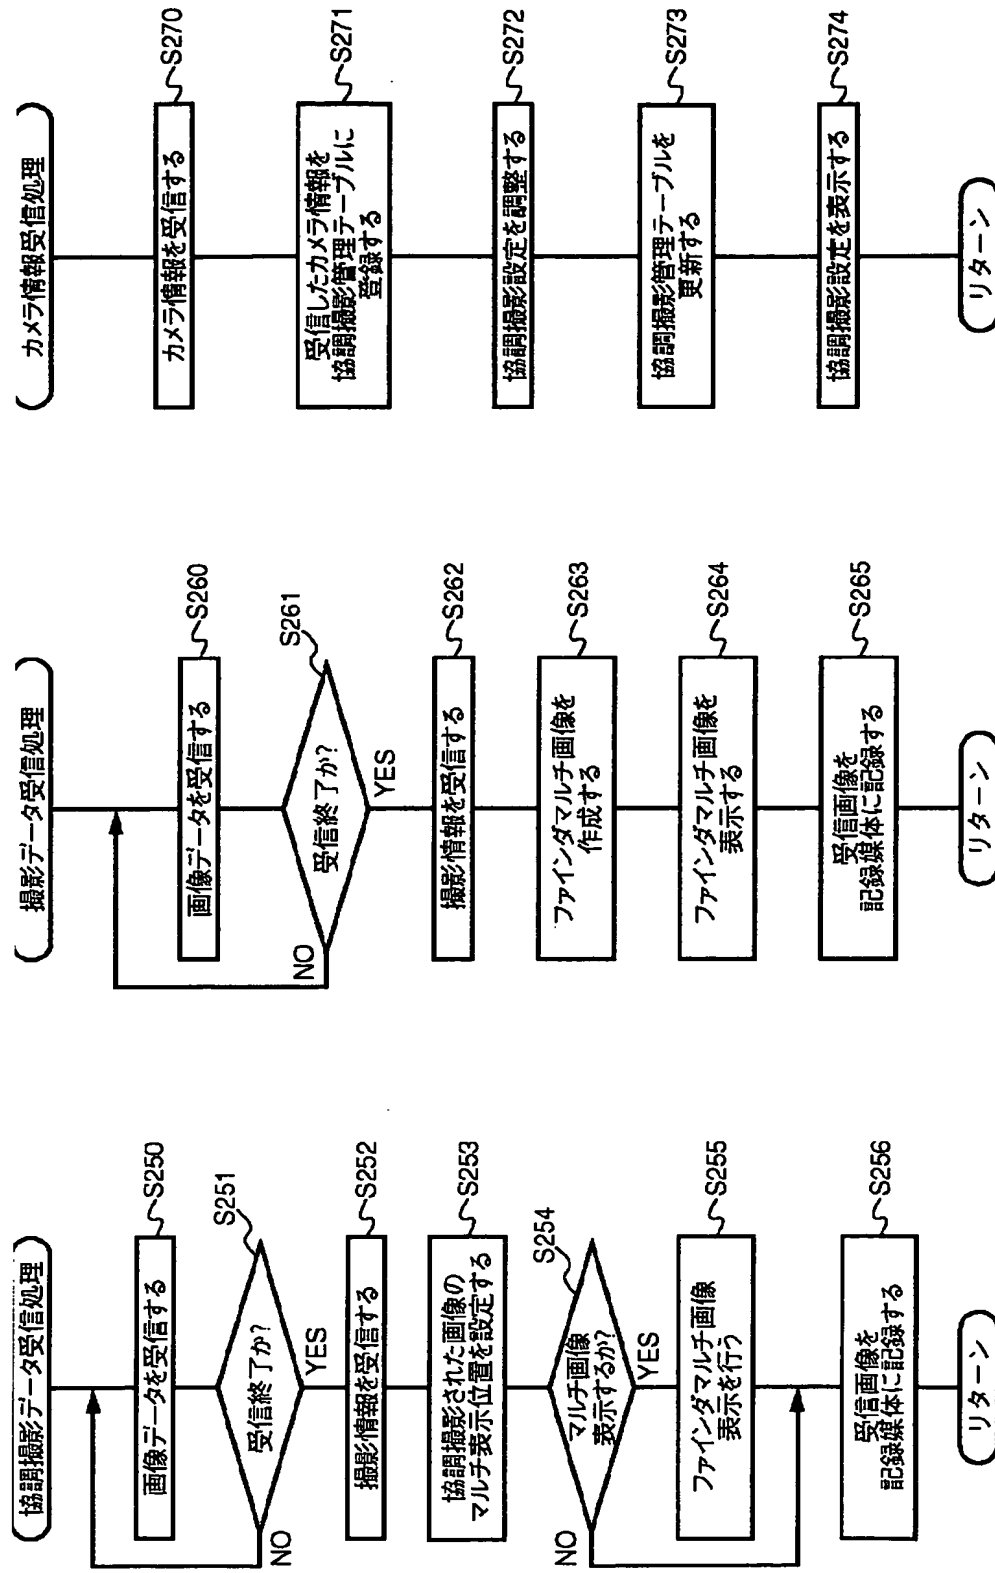 協調撮影データ受信処理
画像データを受信する
S250
受信終了か?
S251
NO
YES
撮影情報を受信する
S252
協調撮影された画像の
マルチ表示位置を設定する
S253
マルチ画像
表示するか?
S254
NO
YES
ファインダマルチ画像
表示を行う
S255
受信画像を
記録媒体に記録する
S256
リターン
撮影データ受信処理
画像データを受信する
S260
受信終了か?
S261
NO
YES
撮影情報を受信する
S262
ファインダマルチ画像を
作成する
S263
ファインダマルチ画像を
表示する
S264
受信画像を
記録媒体に記録する
S265
リターン
カメラ情報受信処理
カメラ情報を受信する
S270
受信したカメラ情報を
協調撮影管理テーブルに
登録する
S271
協調撮影設定を調整する
S272
協調撮影管理テーブルを
更新する
S273
協調撮影設定を表示する
S274
リターン